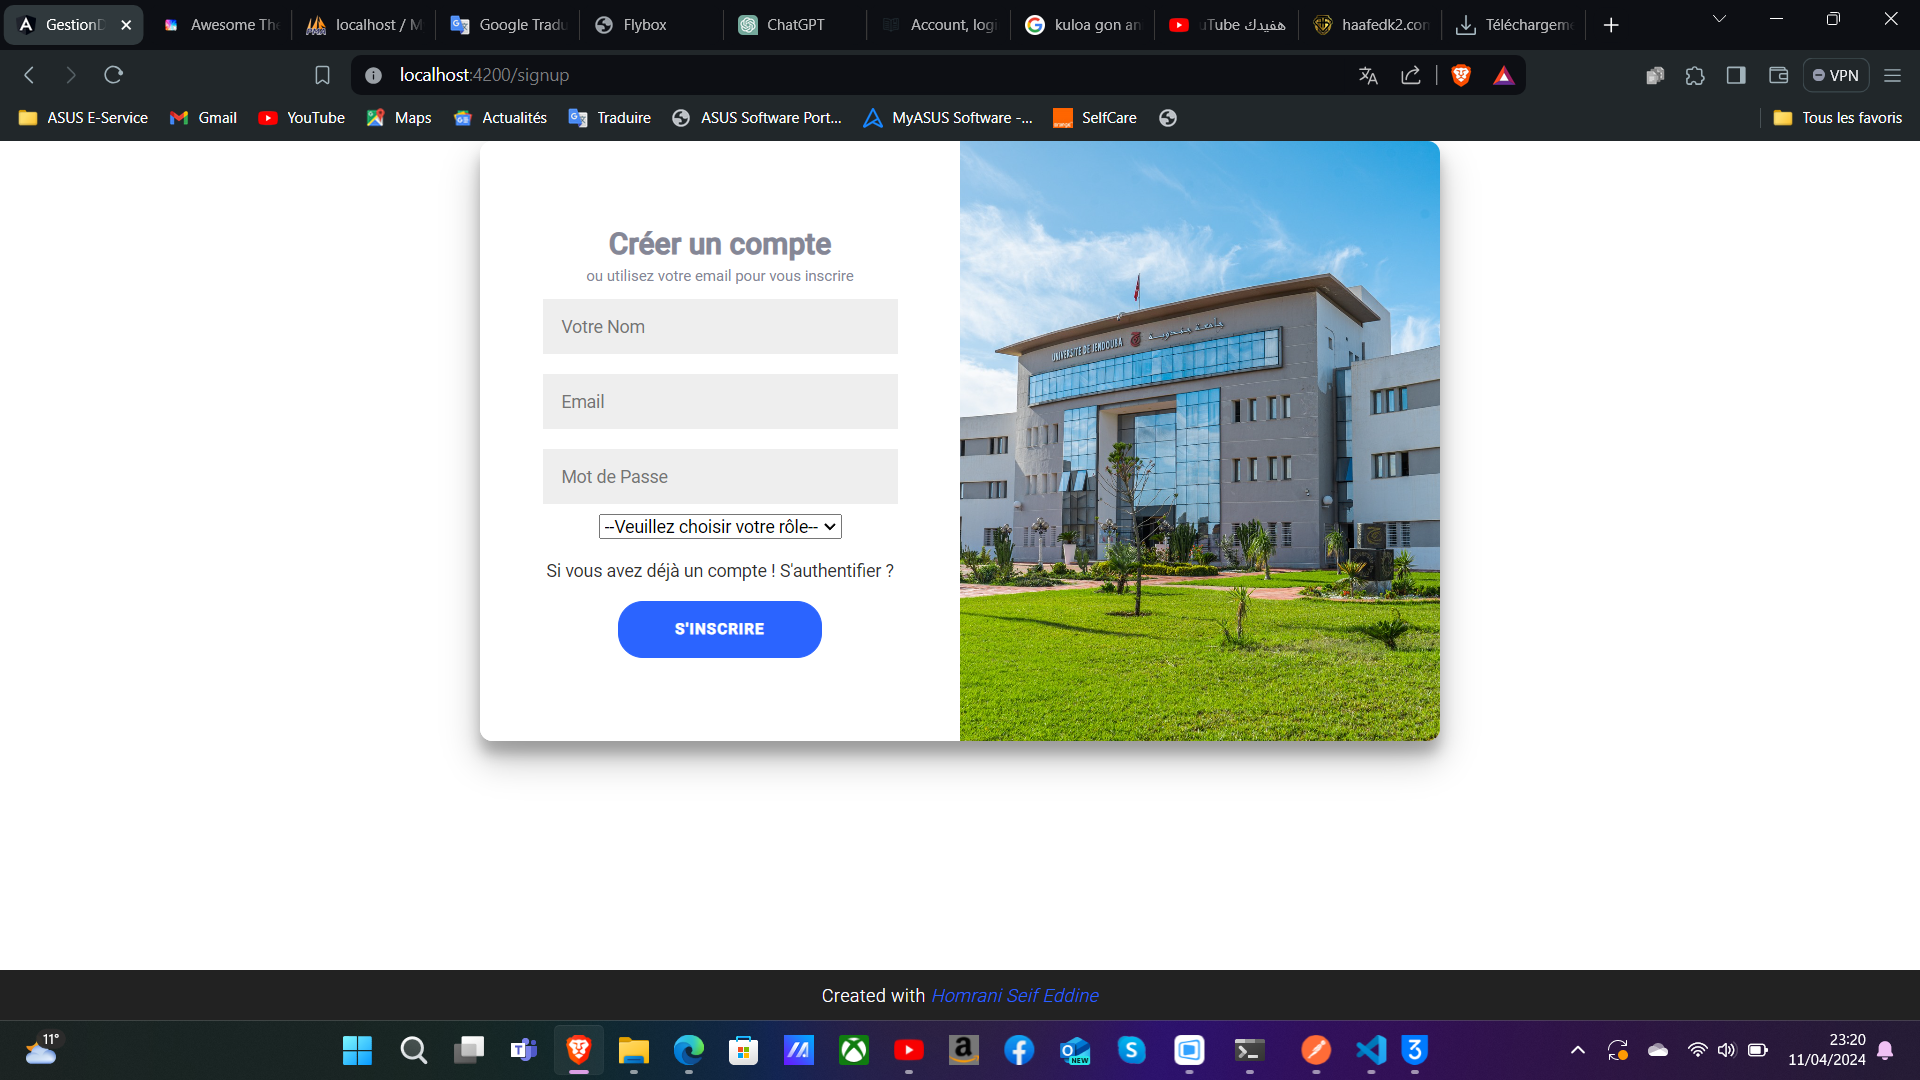 GestionD
Awesome The
localhost / M
Google Tradu
Flybox
ChatGPT
Account, logi
kuloa gon an
uTube هفيدك
haafedk2.con
Téléchargeme
localhost:4200/signup
VPN
ASUS E-Service
Gmail
YouTube
Maps
Actualités
Traduire
ASUS Software Port...
MyASUS Software -...
SelfCare
Tous les favoris
Créer un compte
ou utilisez votre email pour vous inscrire
Votre Nom
Email
Mot de Passe
--Veuillez choisir votre rôle--
Si vous avez déjà un compte ! S'authentifier ?
S'INSCRIRE
UNIVERSITE DE JENDOUBA جامعة جندوبة
Created with Homrani Seif Eddine
11°
NEW
23:20
11/04/2024